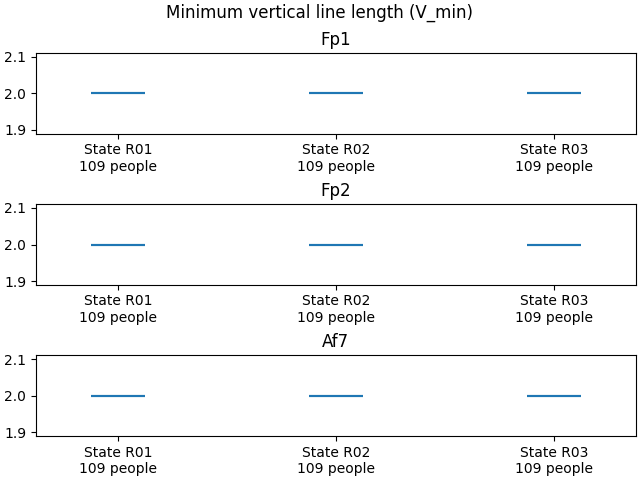 Minimum vertical line length (V_min)
Fp1
2.1
2.0
1.9
State R01 State R02 State R03
109 people 109 people 109 people
Fp2
2.1
2.0
1.9
State R01 State R02 State R03
109 people 109 people 109 people
Af7
2.1
2.0
1.9
State R01 State R02 State R03
109 people 109 people 109 people